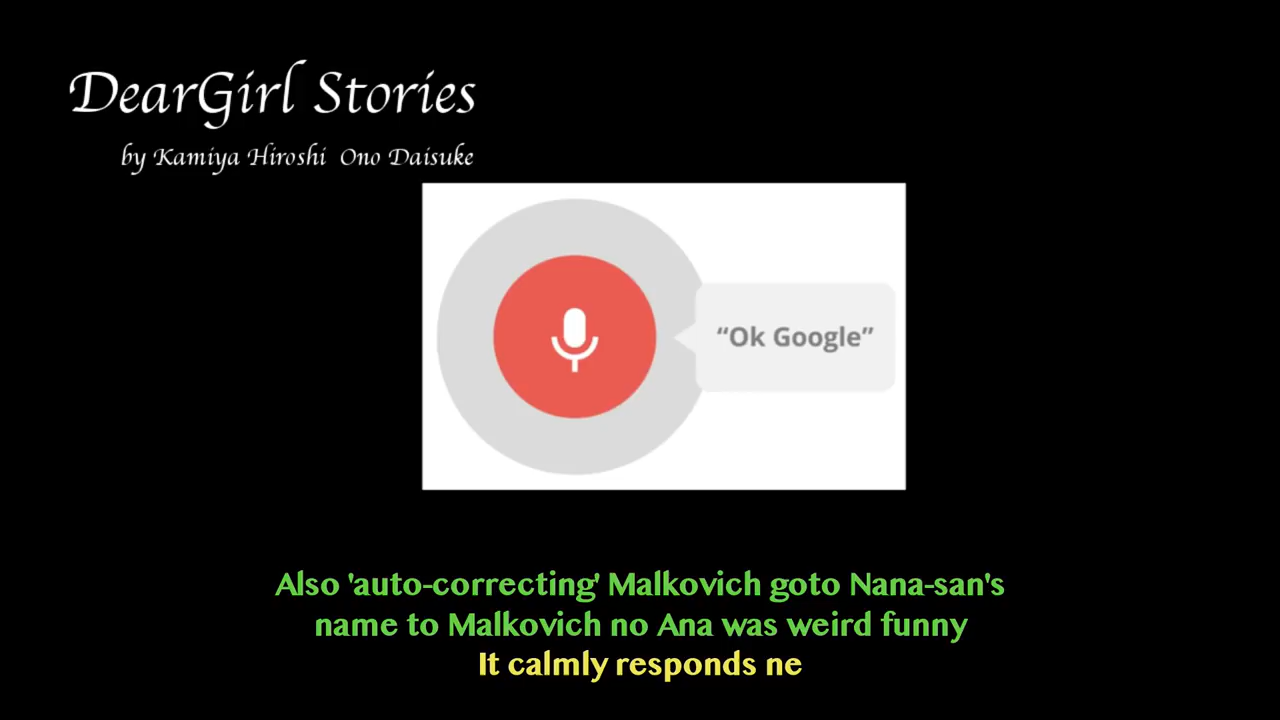 DearGirl Stories
by Kamiya Hiroshi Ono Daisuke
“Ok Google”
Also 'auto-correcting' Malkovich goto Nana-san's
name to Malkovich no Ana was weird funny
It calmly responds ne